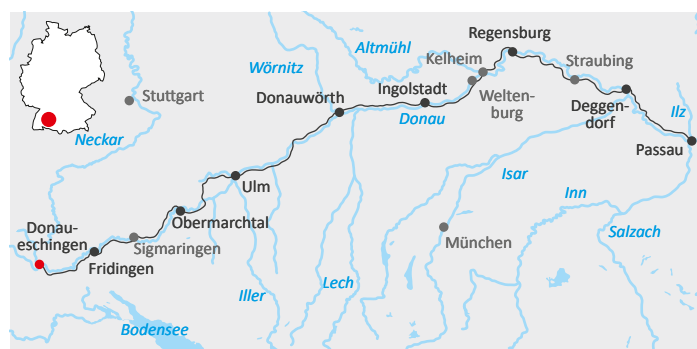 Regensburg
Altmühl
Kelheim
Straubing
Wörnitz
Ingolstadt
Stuttgart
Donauwörth
Welten-
burg
Donau
Deggen-
dorf
Ilz
Neckar
Passau
Isar
Ulm
Inn
Obermarchtal
Donau-
eschingen
Sigmaringen
München
Salzach
Fridingen
Iller
Lech
Bodensee